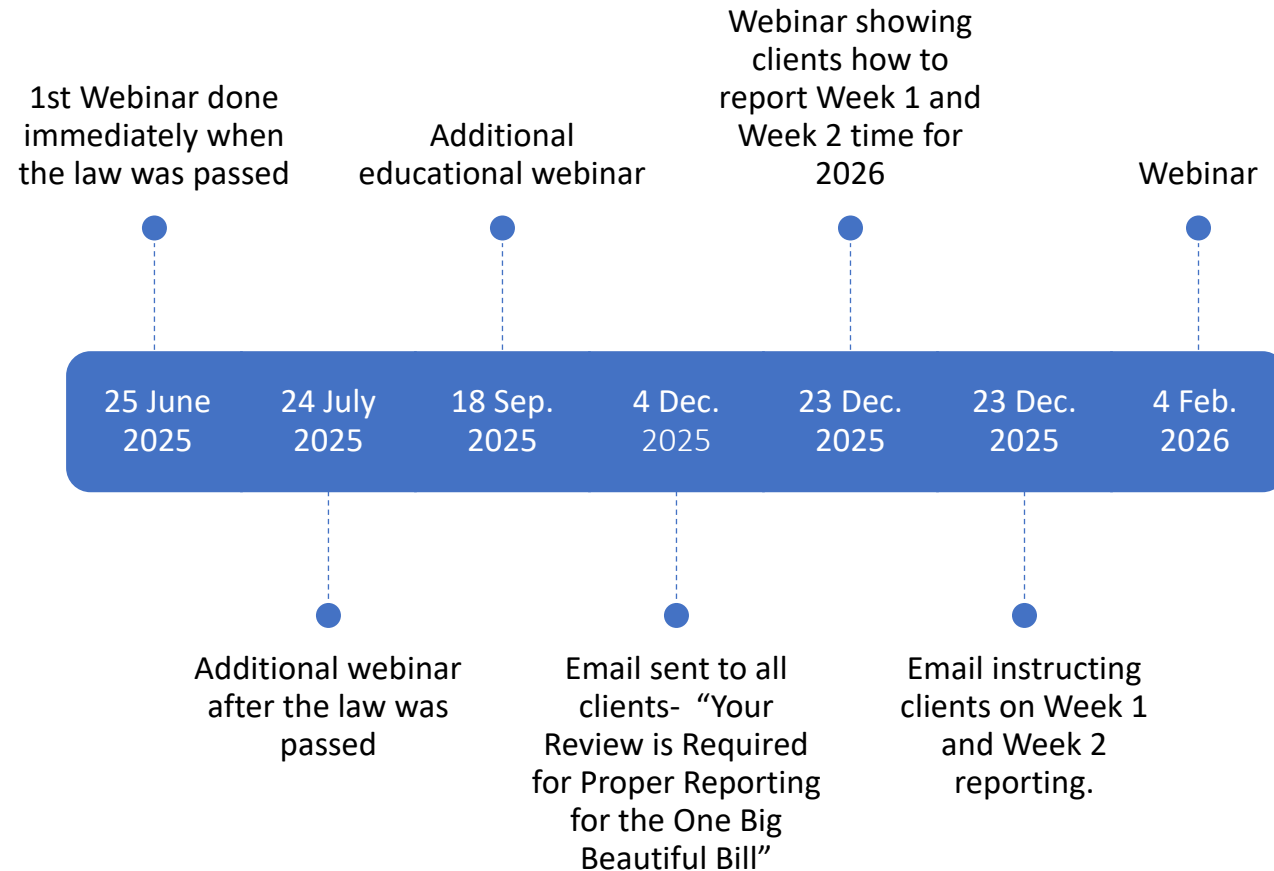 1st Webinar done
immediately when
the law was passed
Additional
educational webinar
Webinar showing
clients how to
report Week 1 and
Week 2 time for
2026
Webinar
25 June
2025
24 July
2025
18 Sep.
2025
4 Dec.
2025
23 Dec.
2025
23 Dec.
2025
4 Feb.
2026
Additional webinar
after the law was
passed
Email sent to all
clients- “Your
Review is Required
for Proper Reporting
for the One Big
Beautiful Bill”
Email instructing
clients on Week 1
and Week 2
reporting.